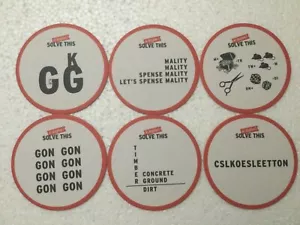 SOLVE THIS
K
G G
SOLVE THIS
MALITY
MALITY
SPENSE MALITY
LET'S SPENSE MALITY
SOLVE THIS
SOLVE THIS
GON GON
GON GON
GON GON
GON GON
SOLVE THIS
T
I
M
B
E CONCRETE
R GROUND
DIRT
SOLVE THIS
CSLKOESLEETTON